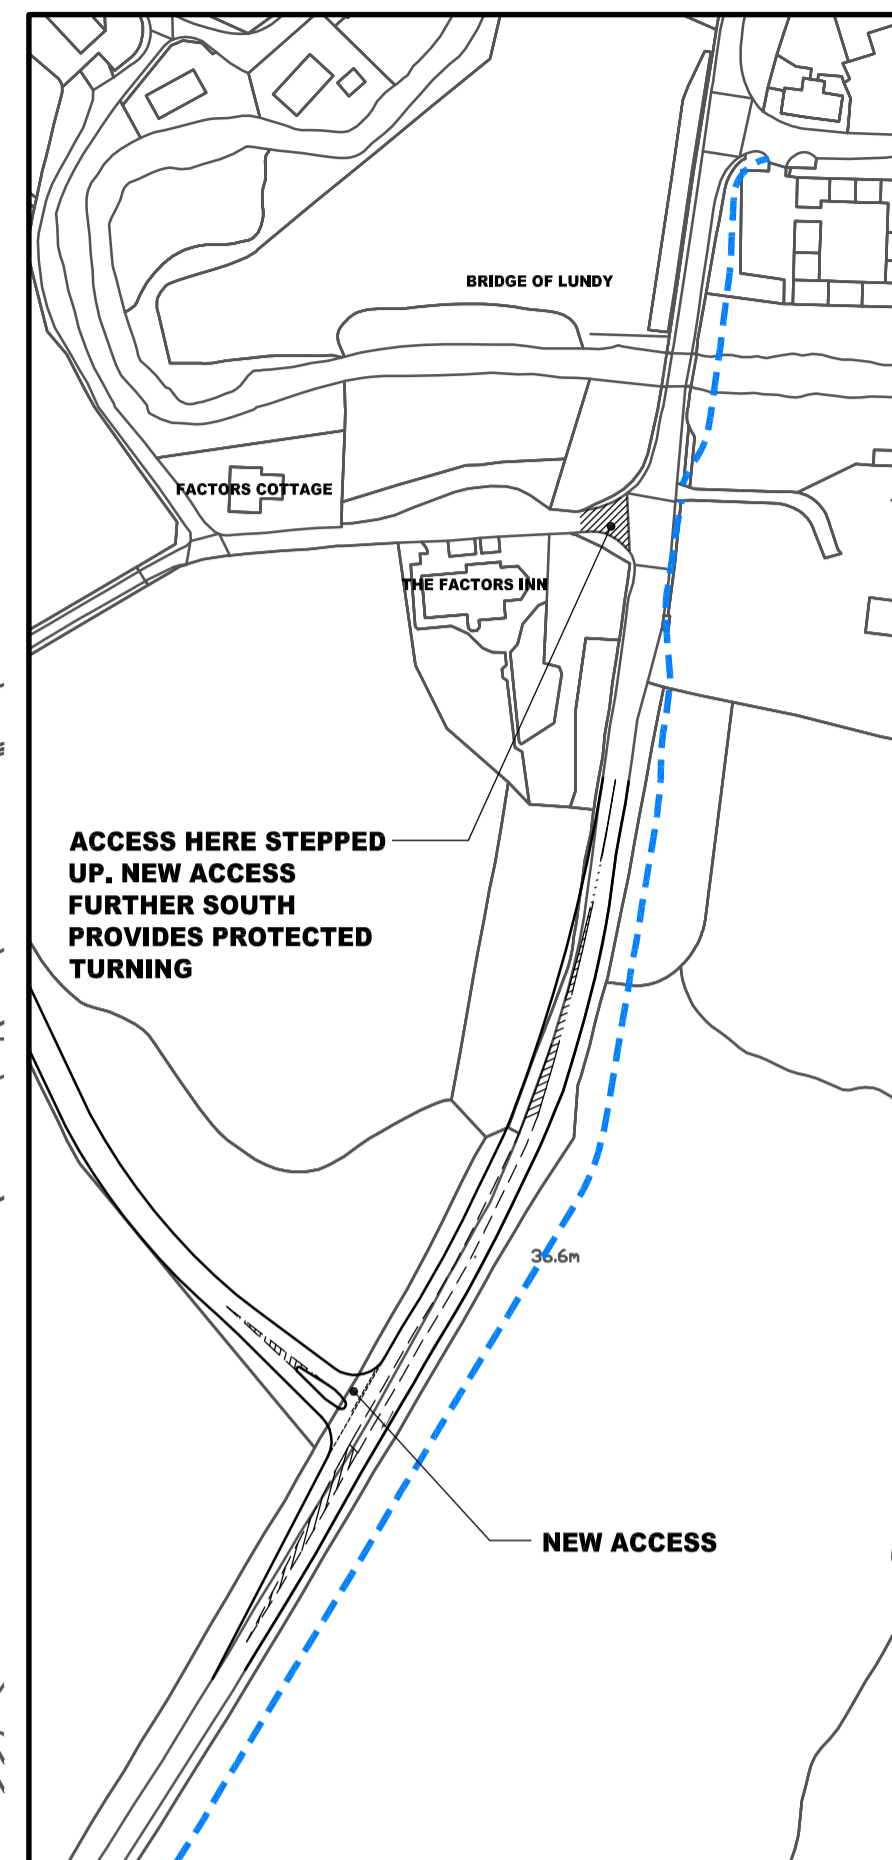 BRIDGE OF LUNDY
FACTORS COTTAGE
THE FACTORS INN
ACCESS HERE STEPPED
UP. NEW ACCESS
FURTHER SOUTH
PROVIDES PROTECTED
TURNING
36.6m
NEW ACCESS